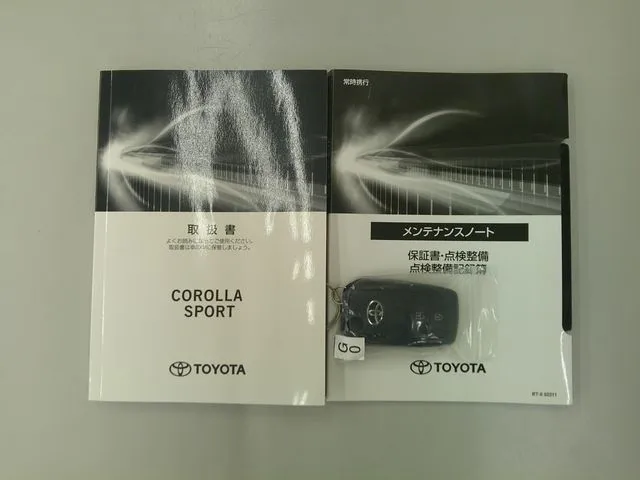 取扱書
よくお読みになってご使用ください。
取扱書は車の中に保管しましょう。
COROLLA
SPORT
TOYOTA
常時携行
メンテナンスノート
保証書・点検整備
点検整備記録簿
G0
TOYOTA